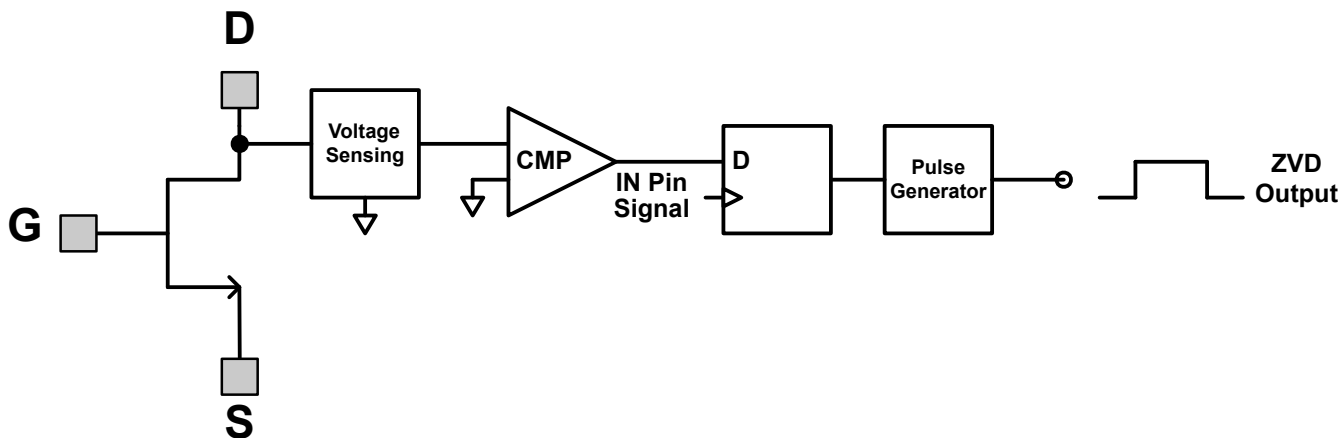 D
Voltage
Sensing
CMP
D
IN Pin
Signal
Pulse
Generator
ZVD
Output
G
S